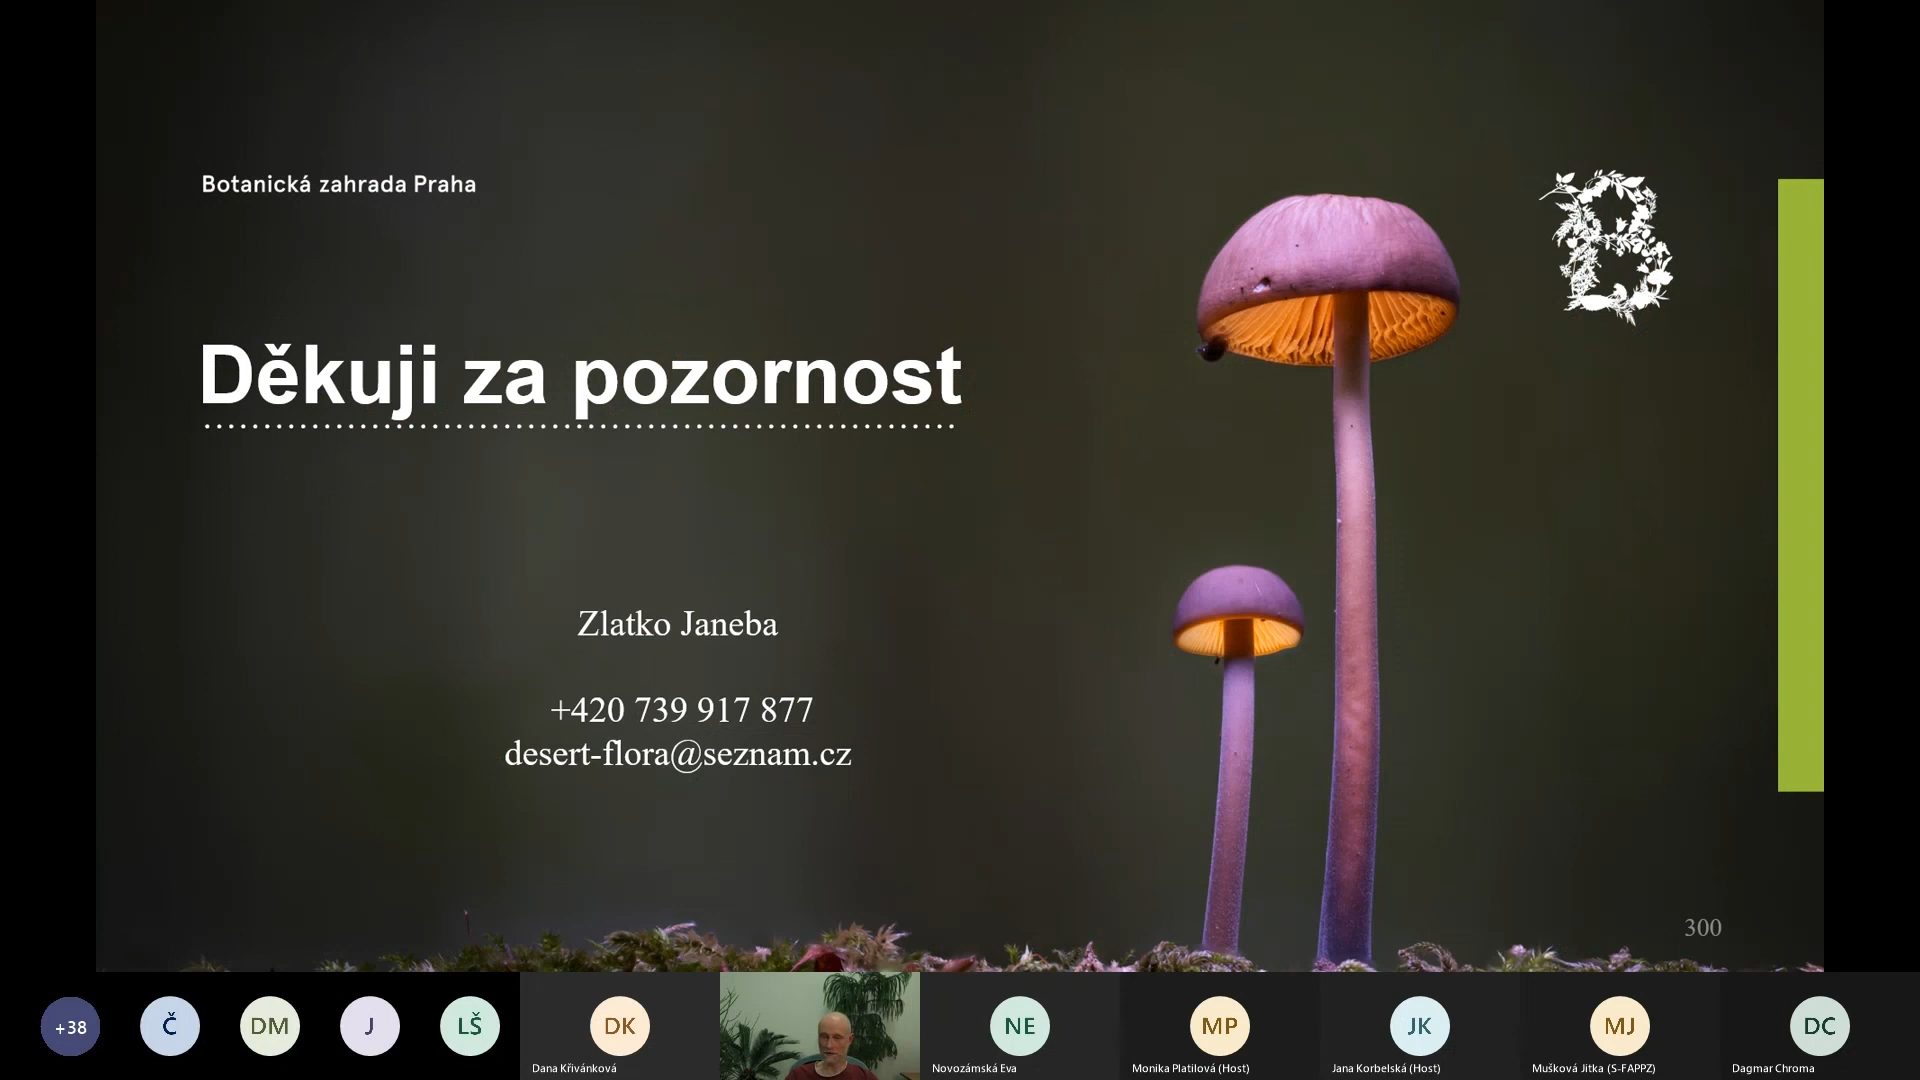 Botanická zahrada Praha
B
Děkuji za pozornost
Zlatko Janeba
+420 739 917 877
desert-flora@seznam.cz
300
+38
Č
DM
J
LŠ
DK
NE
MP
JK
MJ
DC
Dana Křivánková
Novozámská Eva
Monika Platilová (Host)
Jana Korbelská (Host)
Mušková Jitka (S-FAPPZ)
Dagmar Chroma